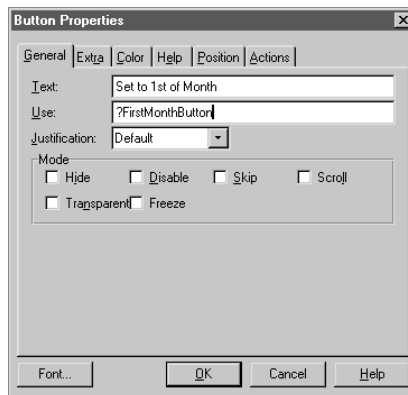 Button Properties
General Extra Color Help Position Actions
Text: Set to 1st of Month
Use: ?FirstMonthButton
Justification: Default
Mode
Hide Disable Skip Scroll
Transparent Freeze
Font... OK Cancel Help